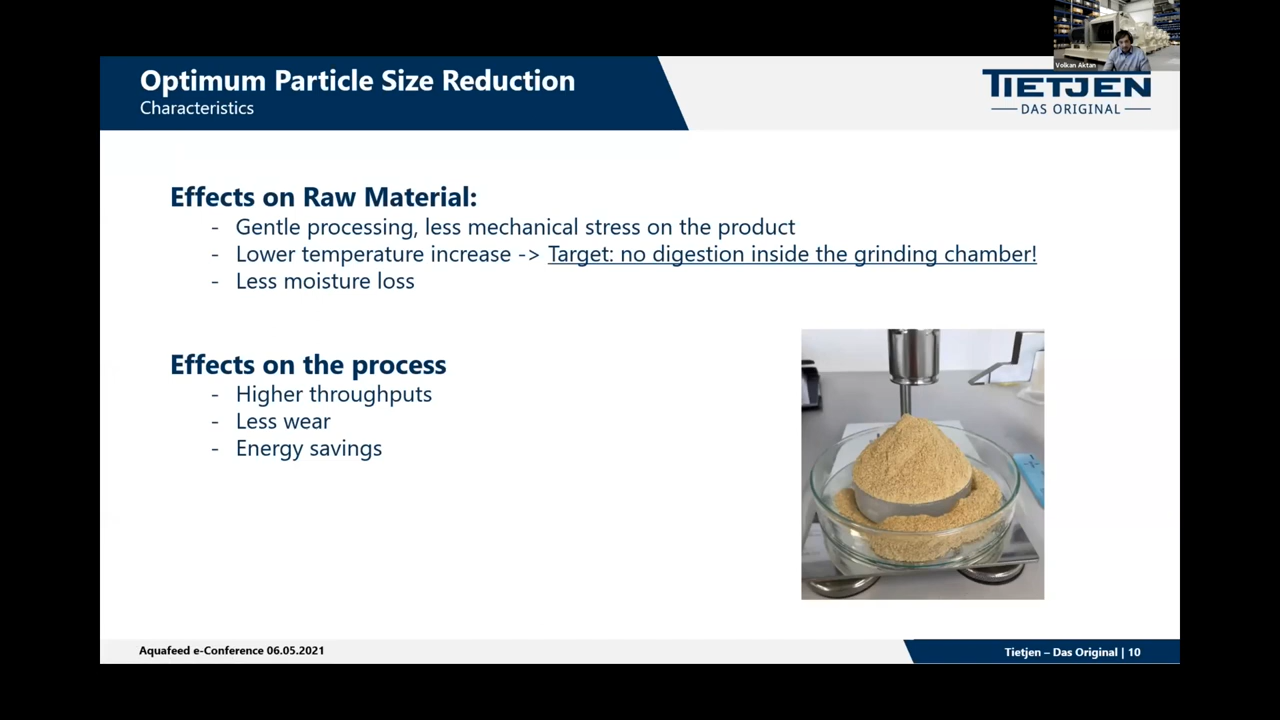 Volkan Aktan
Optimum Particle Size Reduction
Characteristics
TIETJEN
DAS ORIGINAL
Effects on Raw Material:
- Gentle processing, less mechanical stress on the product
- Lower temperature increase -> Target: no digestion inside the grinding chamber!
- Less moisture loss
Effects on the process
- Higher throughputs
- Less wear
- Energy savings
Aquafeed e-Conference 06.05.2021
Tietjen – Das Original | 10